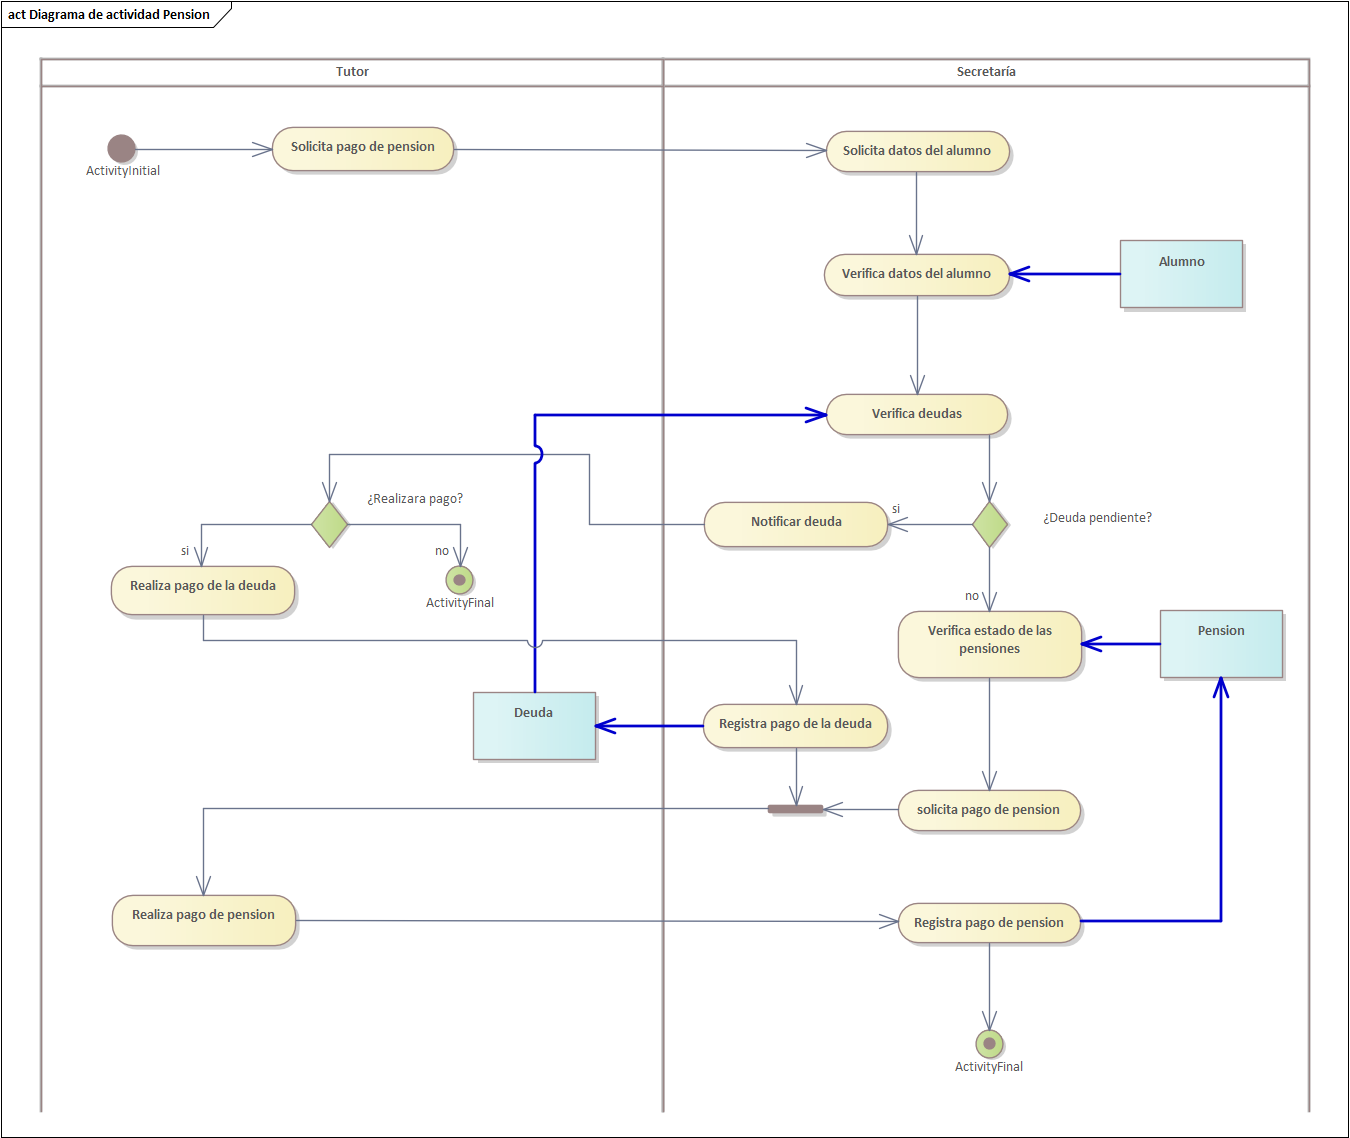 act Diagrama de actividad Pension
Tutor
Secretaría
ActivityInitial
Solicita pago de pension
Solicita datos del alumno
Verifica datos del alumno
Alumno
Verifica deudas
¿Realizara pago?
si
no
Realiza pago de la deuda
ActivityFinal
Notificar deuda
si
¿Deuda pendiente?
no
Verifica estado de las
pensiones
Pension
Deuda
Registra pago de la deuda
solicita pago de pension
Realiza pago de pension
Registra pago de pension
ActivityFinal